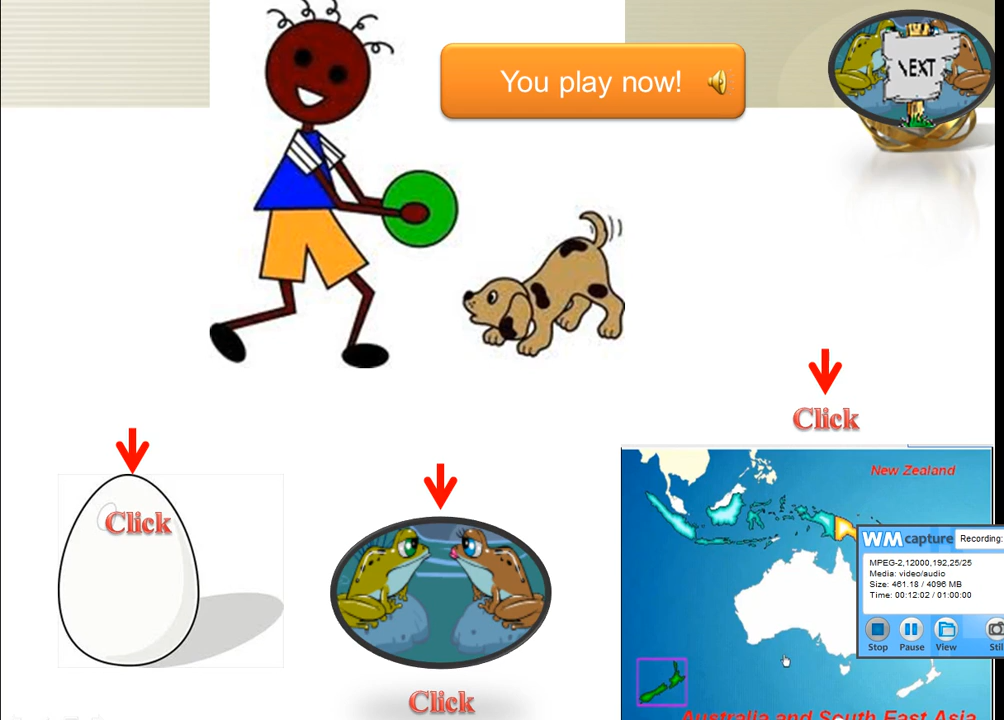 You play now!
NEXT
Click
Click
Click
New Zealand
WM capture
Recording:
MPEG-2,12000,192,25/25
Media: video/audio
Size: 461.18 / 4096 MB
Time: 00:12:02 / 01:00:00
Stop Pause View Still
Australia and South East Asia